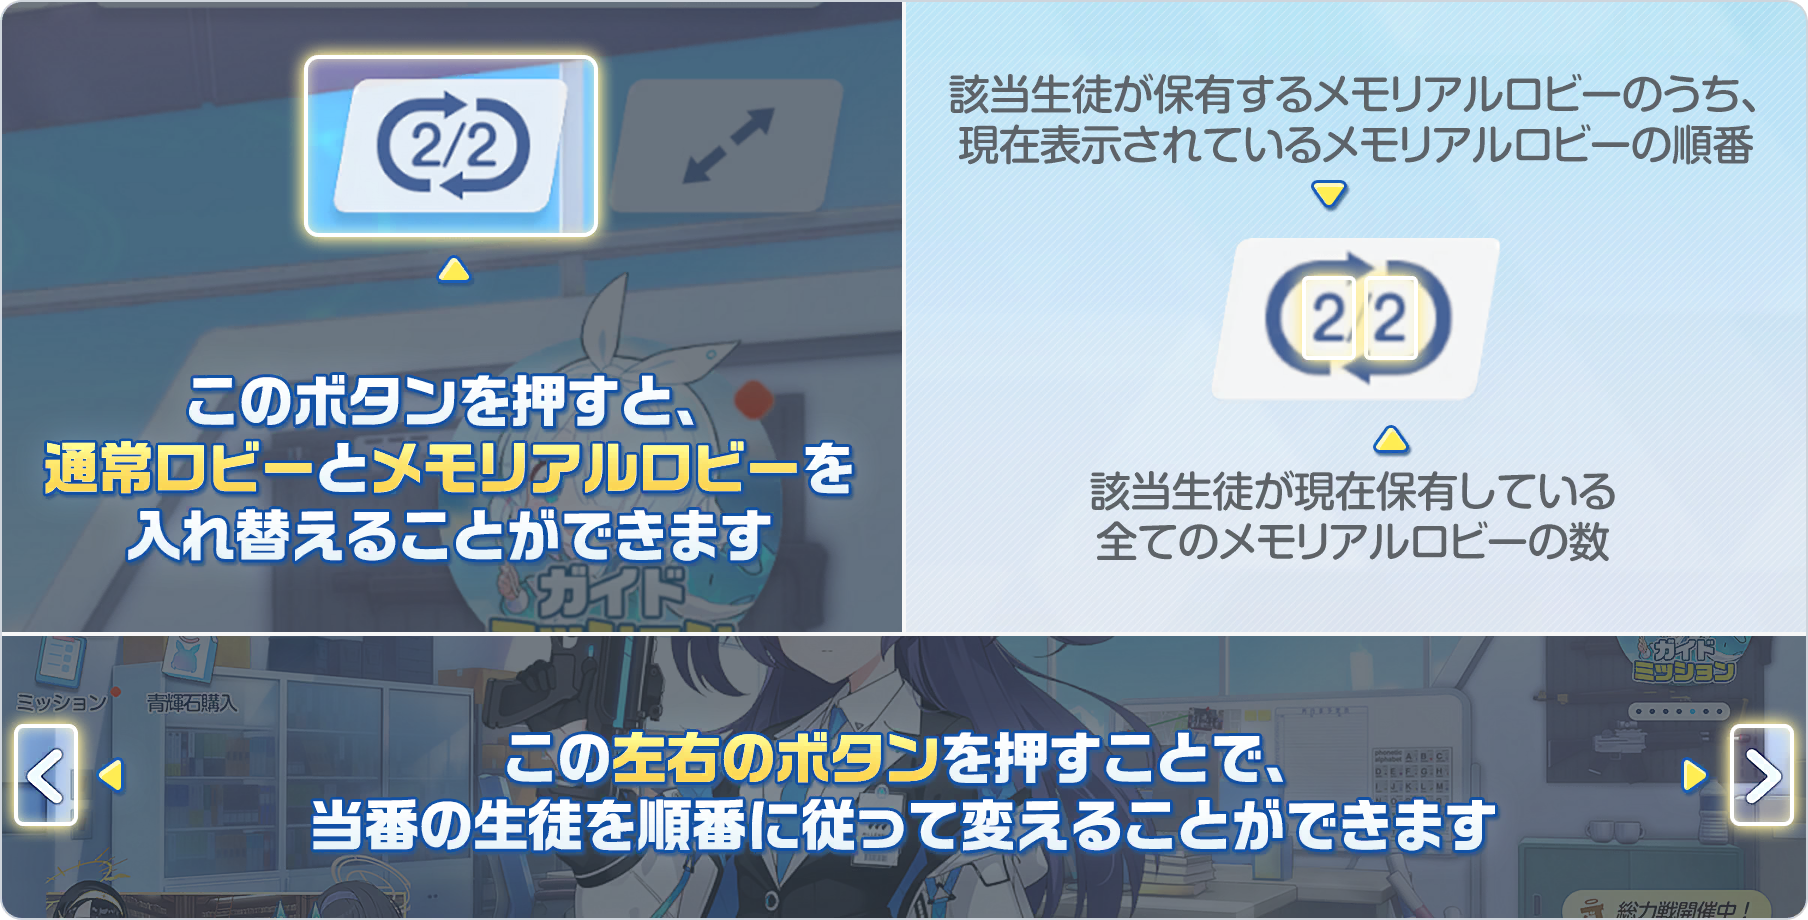 2/2
このボタンを押すと、
通常ロビーとメモリアルロビーを
入れ替えることができます
ガイド
該当生徒が保有するメモリアルロビーのうち、
現在表示されているメモリアルロビーの順番
2/2
該当生徒が現在保有している
全てのメモリアルロビーの数
ミッション
青輝石購入
ガイド
ミッション
この左右のボタンを押すことで、
当番の生徒を順番に従って変えることができます
phonetic
alphabet
A B C
D E F G H
総力戦開催中!